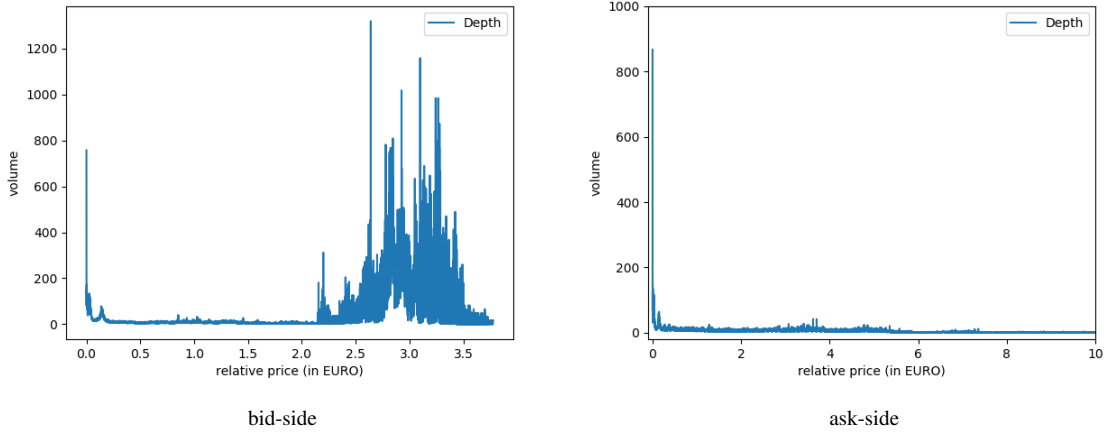 Depth
1200
1000
800
600
400
200
0
volume
0.0 0.5 1.0 1.5 2.0 2.5 3.0 3.5
relative price (in EURO)
bid-side
Depth
1000
800
600
400
200
0
volume
0 2 4 6 8 10
relative price (in EURO)
ask-side